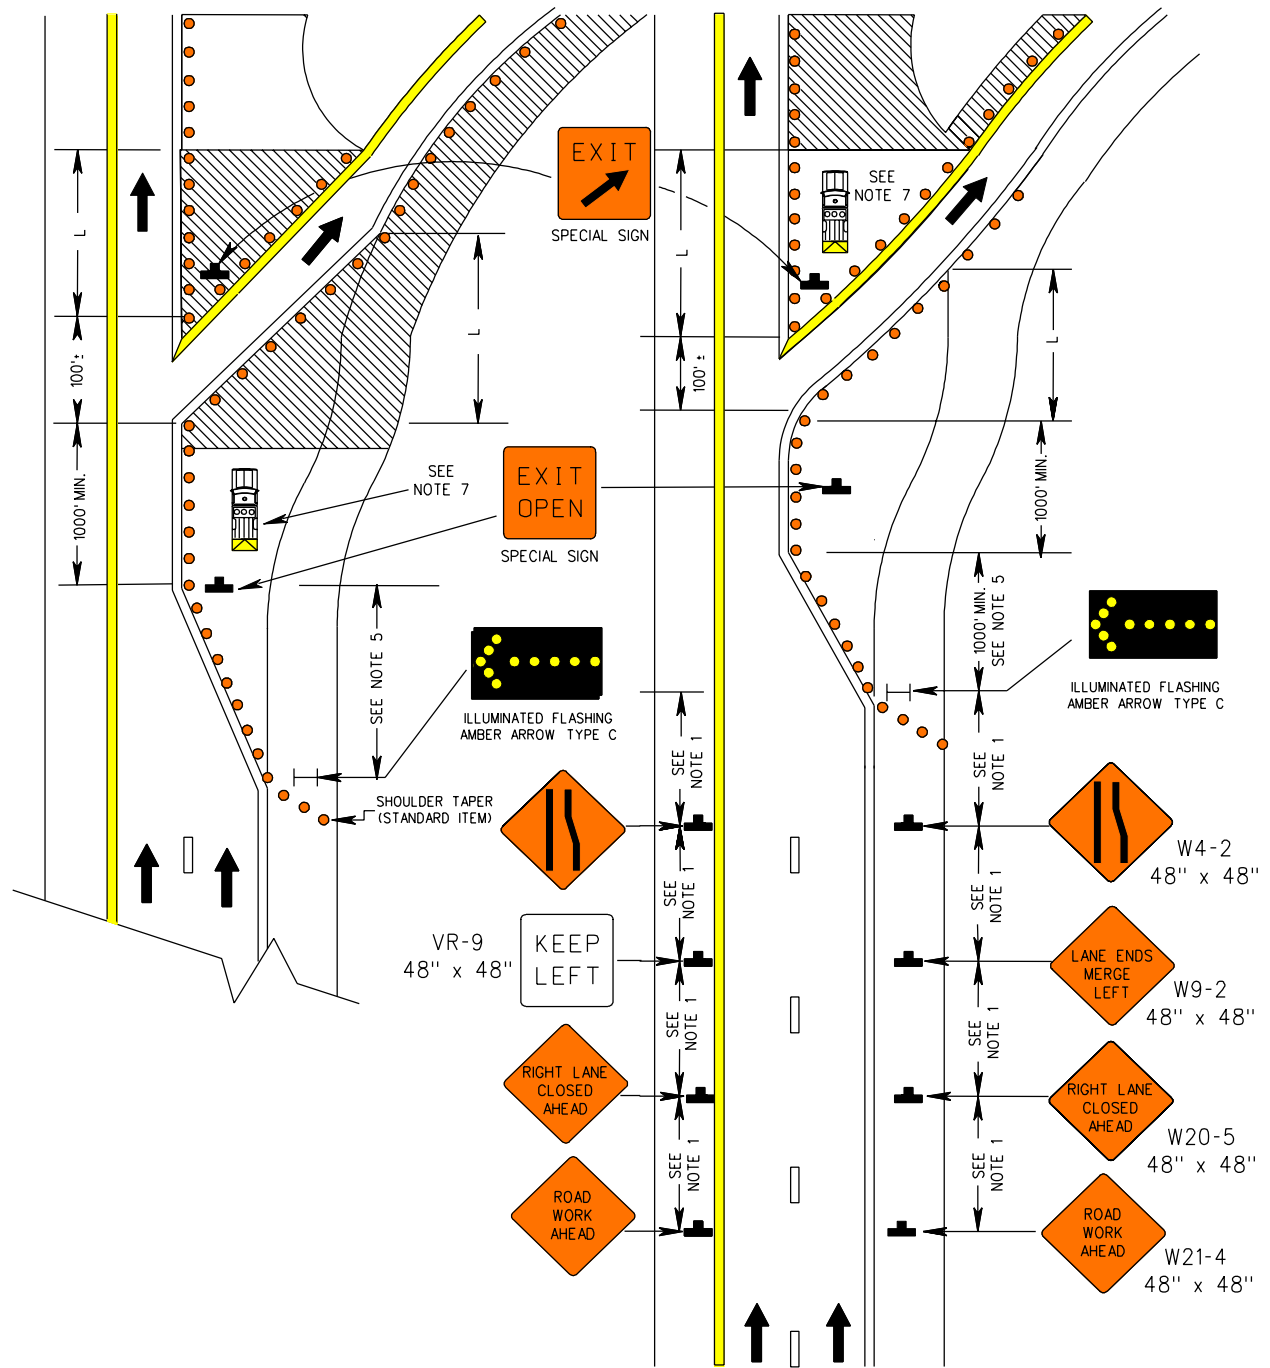 EXIT
SPECIAL SIGN
SEE
NOTE 7
L
L
L
L
100'±
100'±
1000' MIN.
1000' MIN.
SEE
NOTE 7
EXIT
OPEN
SPECIAL SIGN
SEE NOTE 5
1000' MIN.
SEE NOTE 5
ILLUMINATED FLASHING
AMBER ARROW TYPE C
ILLUMINATED FLASHING
AMBER ARROW TYPE C
SHOULDER TAPER
(STANDARD ITEM)
SEE
NOTE 1
SEE
NOTE 1
W4-2
48" x 48"
SEE
NOTE 1
SEE
NOTE 1
VR-9
48" x 48"
KEEP
LEFT
LANE ENDS
MERGE
LEFT
W9-2
48" x 48"
SEE
NOTE 1
SEE
NOTE 1
RIGHT LANE
CLOSED
AHEAD
RIGHT LANE
CLOSED
AHEAD
W20-5
48" x 48"
SEE
NOTE 1
SEE
NOTE 1
ROAD
WORK
AHEAD
ROAD
WORK
AHEAD
W21-4
48" x 48"